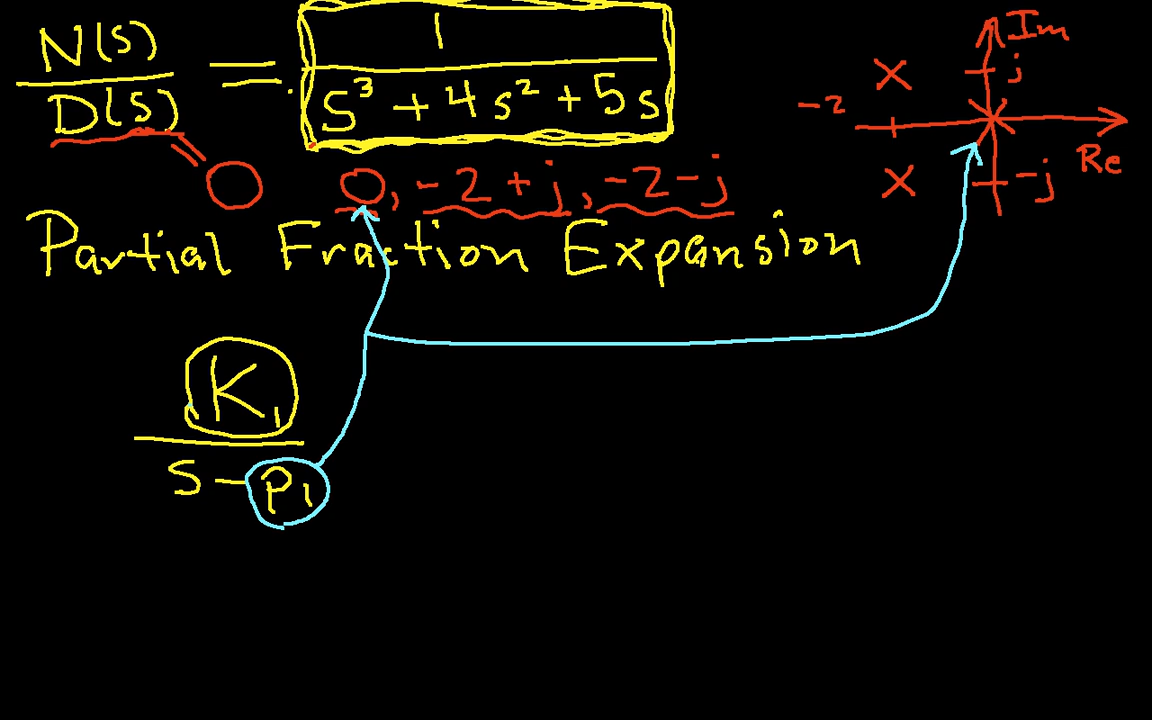 N(s)/D(s) = 1/(s³ + 4s² + 5s)
= 0
0, -2 + j, -2 - j
Im
j
-2
Re
-j
Partial Fraction Expansion
K₁/(s - P₁)